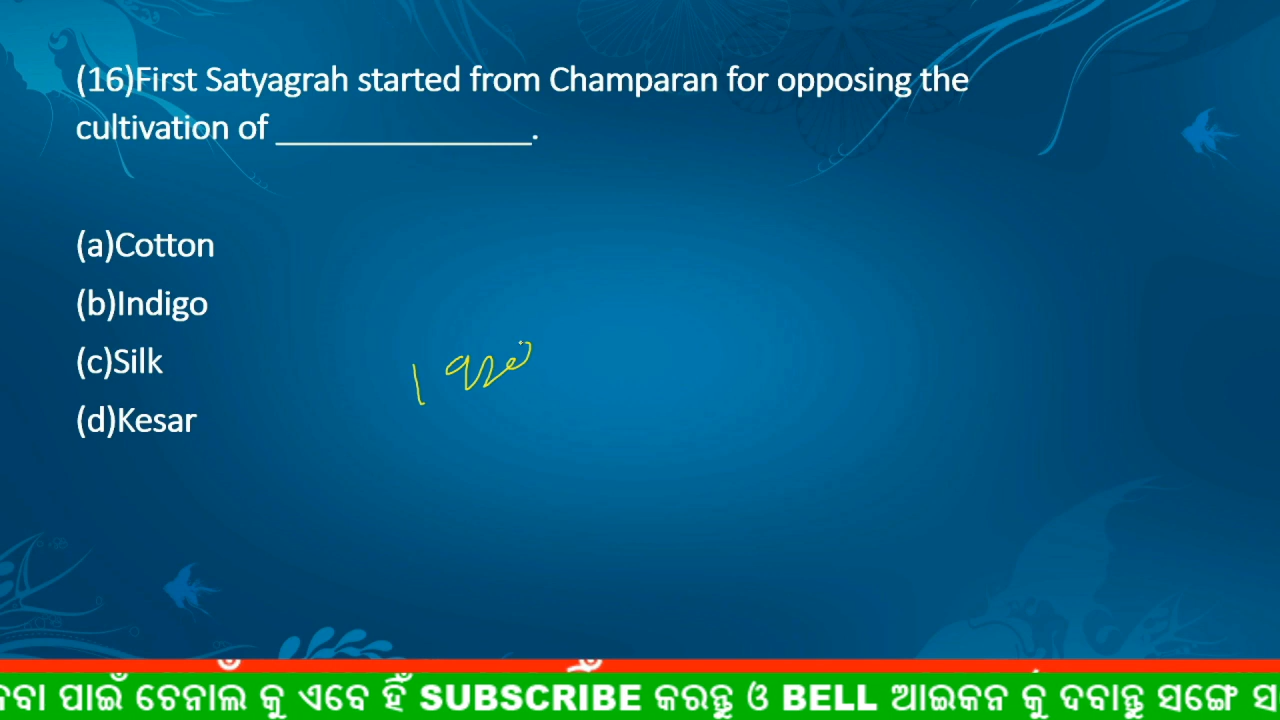 (16)First Satyagrah started from Champaran for opposing the
cultivation of _______________.
(a)Cotton
(b)Indigo
(c)Silk
(d)Kesar
ପାଇଁ ଚେନାଲ କୁ ଏବେ ହିଁ SUBSCRIBE କରନ୍ତୁ ଓ BELL ଆଇକନ କୁ ଦବାନ୍ତୁ ସଙ୍ଗେ